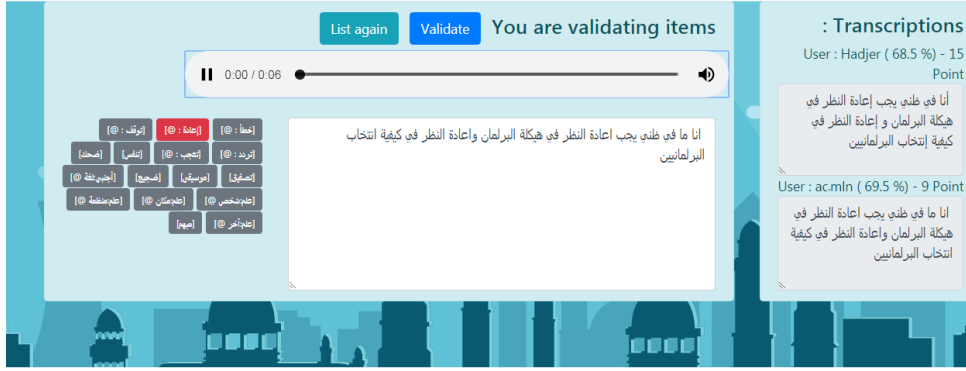 You are validating items
Validate
List again
0:00 / 0:06
[خطأ : @]
[إعادة : @]
[توقف : @]
[تردد : @]
[تعجب : @]
[تنفس]
[ضحك]
[تصفيق]
[موسيقى]
[ضجيج]
[أجنبي:لغة @]
[علم:شخص @]
[علم:مكان @]
[علم:منظمة @]
[علم:آخر @]
[مبهم]
انا ما في ظني يجب اعادة النظر في هيكلة البرلمان واعادة النظر في كيفية انتخاب
البرلمانيين
: Transcriptions
User : Hadjer ( 68.5 %) - 15
Point
أنا في ظني يجب إعادة النظر في
هيكلة البرلمان و إعادة النظر في
كيفية إنتخاب البرلمانيين
User : ac.mln ( 69.5 %) - 9 Point
انا ما في ظني يجب اعادة النظر في
هيكلة البرلمان واعادة النظر في كيفية
انتخاب البرلمانيين